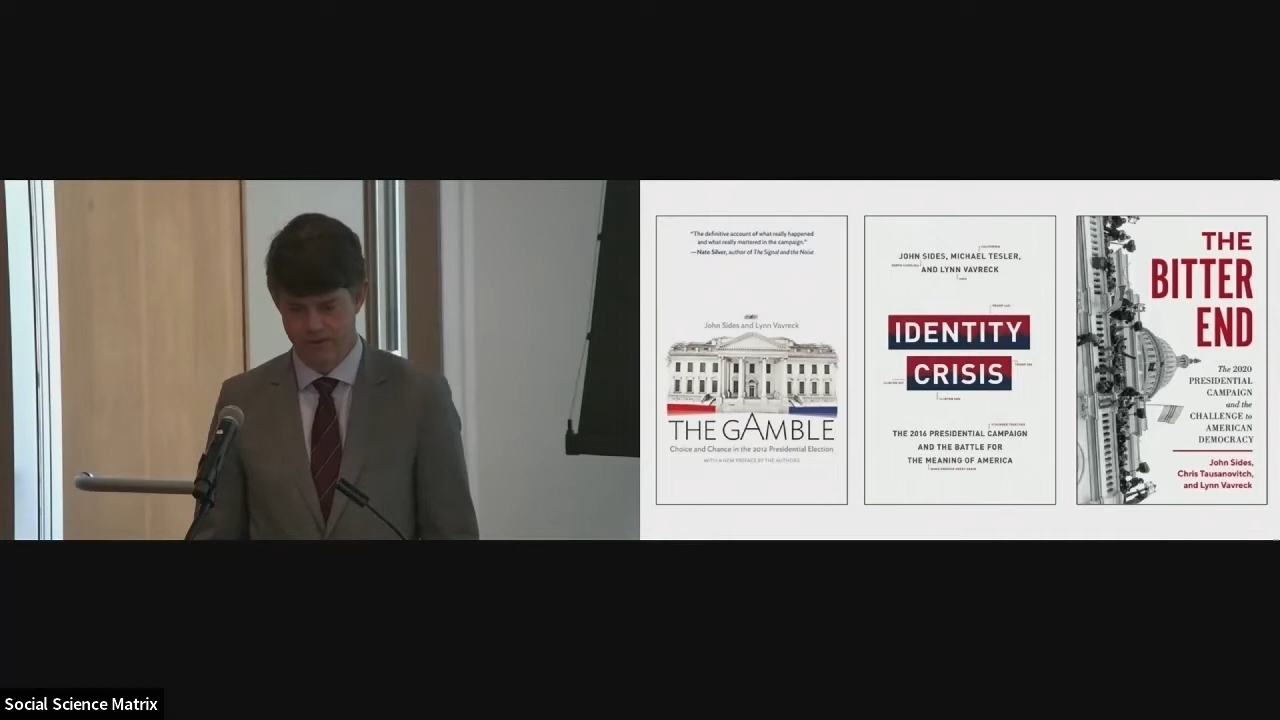 "The definitive account of what really happened
and what really mattered in the campaign."
—Nate Silver, author of The Signal and the Noise
John Sides and Lynn Vavreck
THE GAMBLE
Choice and Chance in the 2012 Presidential Election
WITH A NEW PREFACE BY THE AUTHORS
JOHN SIDES, MICHAEL TESLER,
AND LYNN VAVRECK
IDENTITY
CRISIS
THE 2016 PRESIDENTIAL CAMPAIGN
AND THE BATTLE FOR
THE MEANING OF AMERICA
THE
BITTER
END
The 2020
PRESIDENTIAL
CAMPAIGN
and the
CHALLENGE to
AMERICAN
DEMOCRACY
John Sides,
Chris Tausanovitch,
and Lynn Vavreck
Social Science Matrix